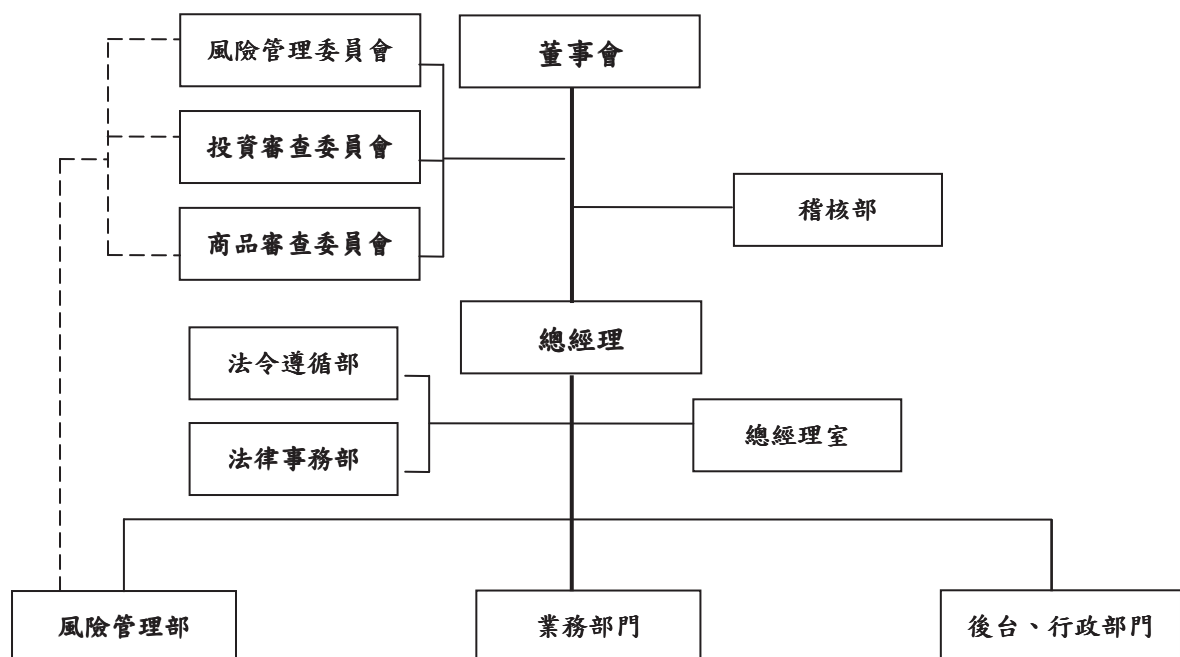 風險管理委員會
董事會
投資審查委員會
稽核部
商品審查委員會
總經理
法令遵循部
總經理室
法律事務部
風險管理部
業務部門
後台、行政部門